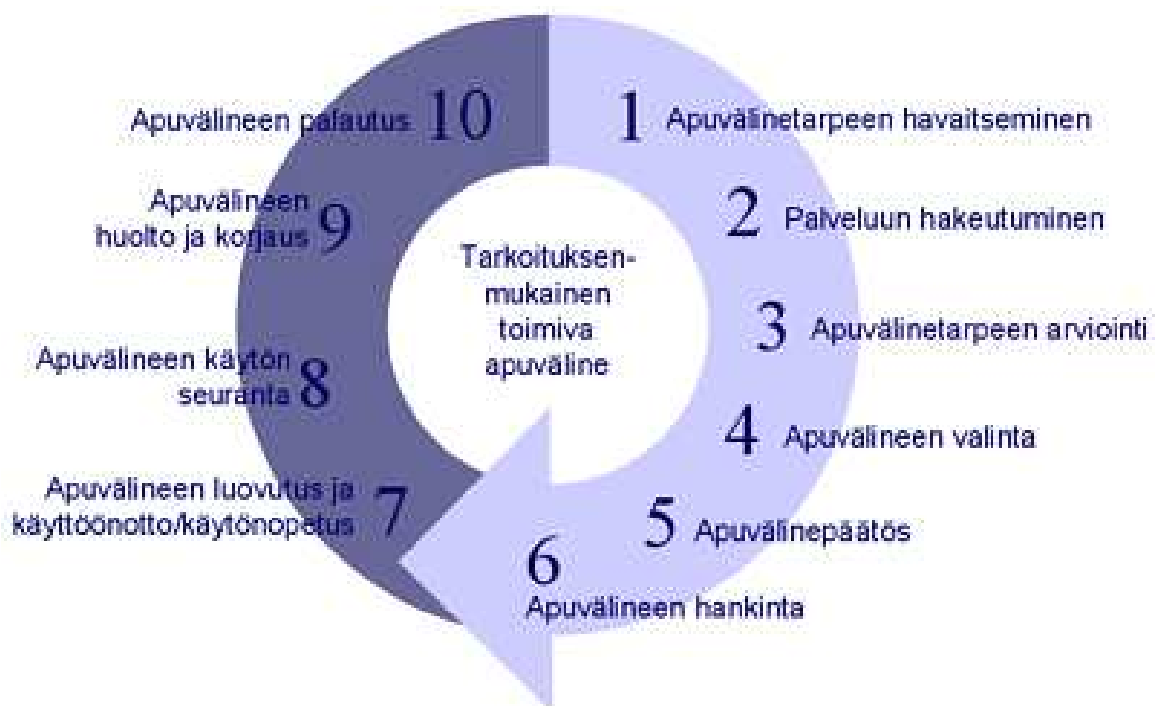 1 Apuvälinetarpeen havaitseminen
2 Palveluun hakeutuminen
3 Apuvälinetarpeen arviointi
4 Apuvälineen valinta
5 Apuvälinepäätös
6
Apuvälineen hankinta
Apuvälineen luovutus ja
käyttöönotto/käytönopetus 7
Apuvälineen käytön
seuranta 8
Apuvälineen
huolto ja korjaus 9
Apuvälineen palautus 10
Tarkoituksen-
mukainen
toimiva
apuväline